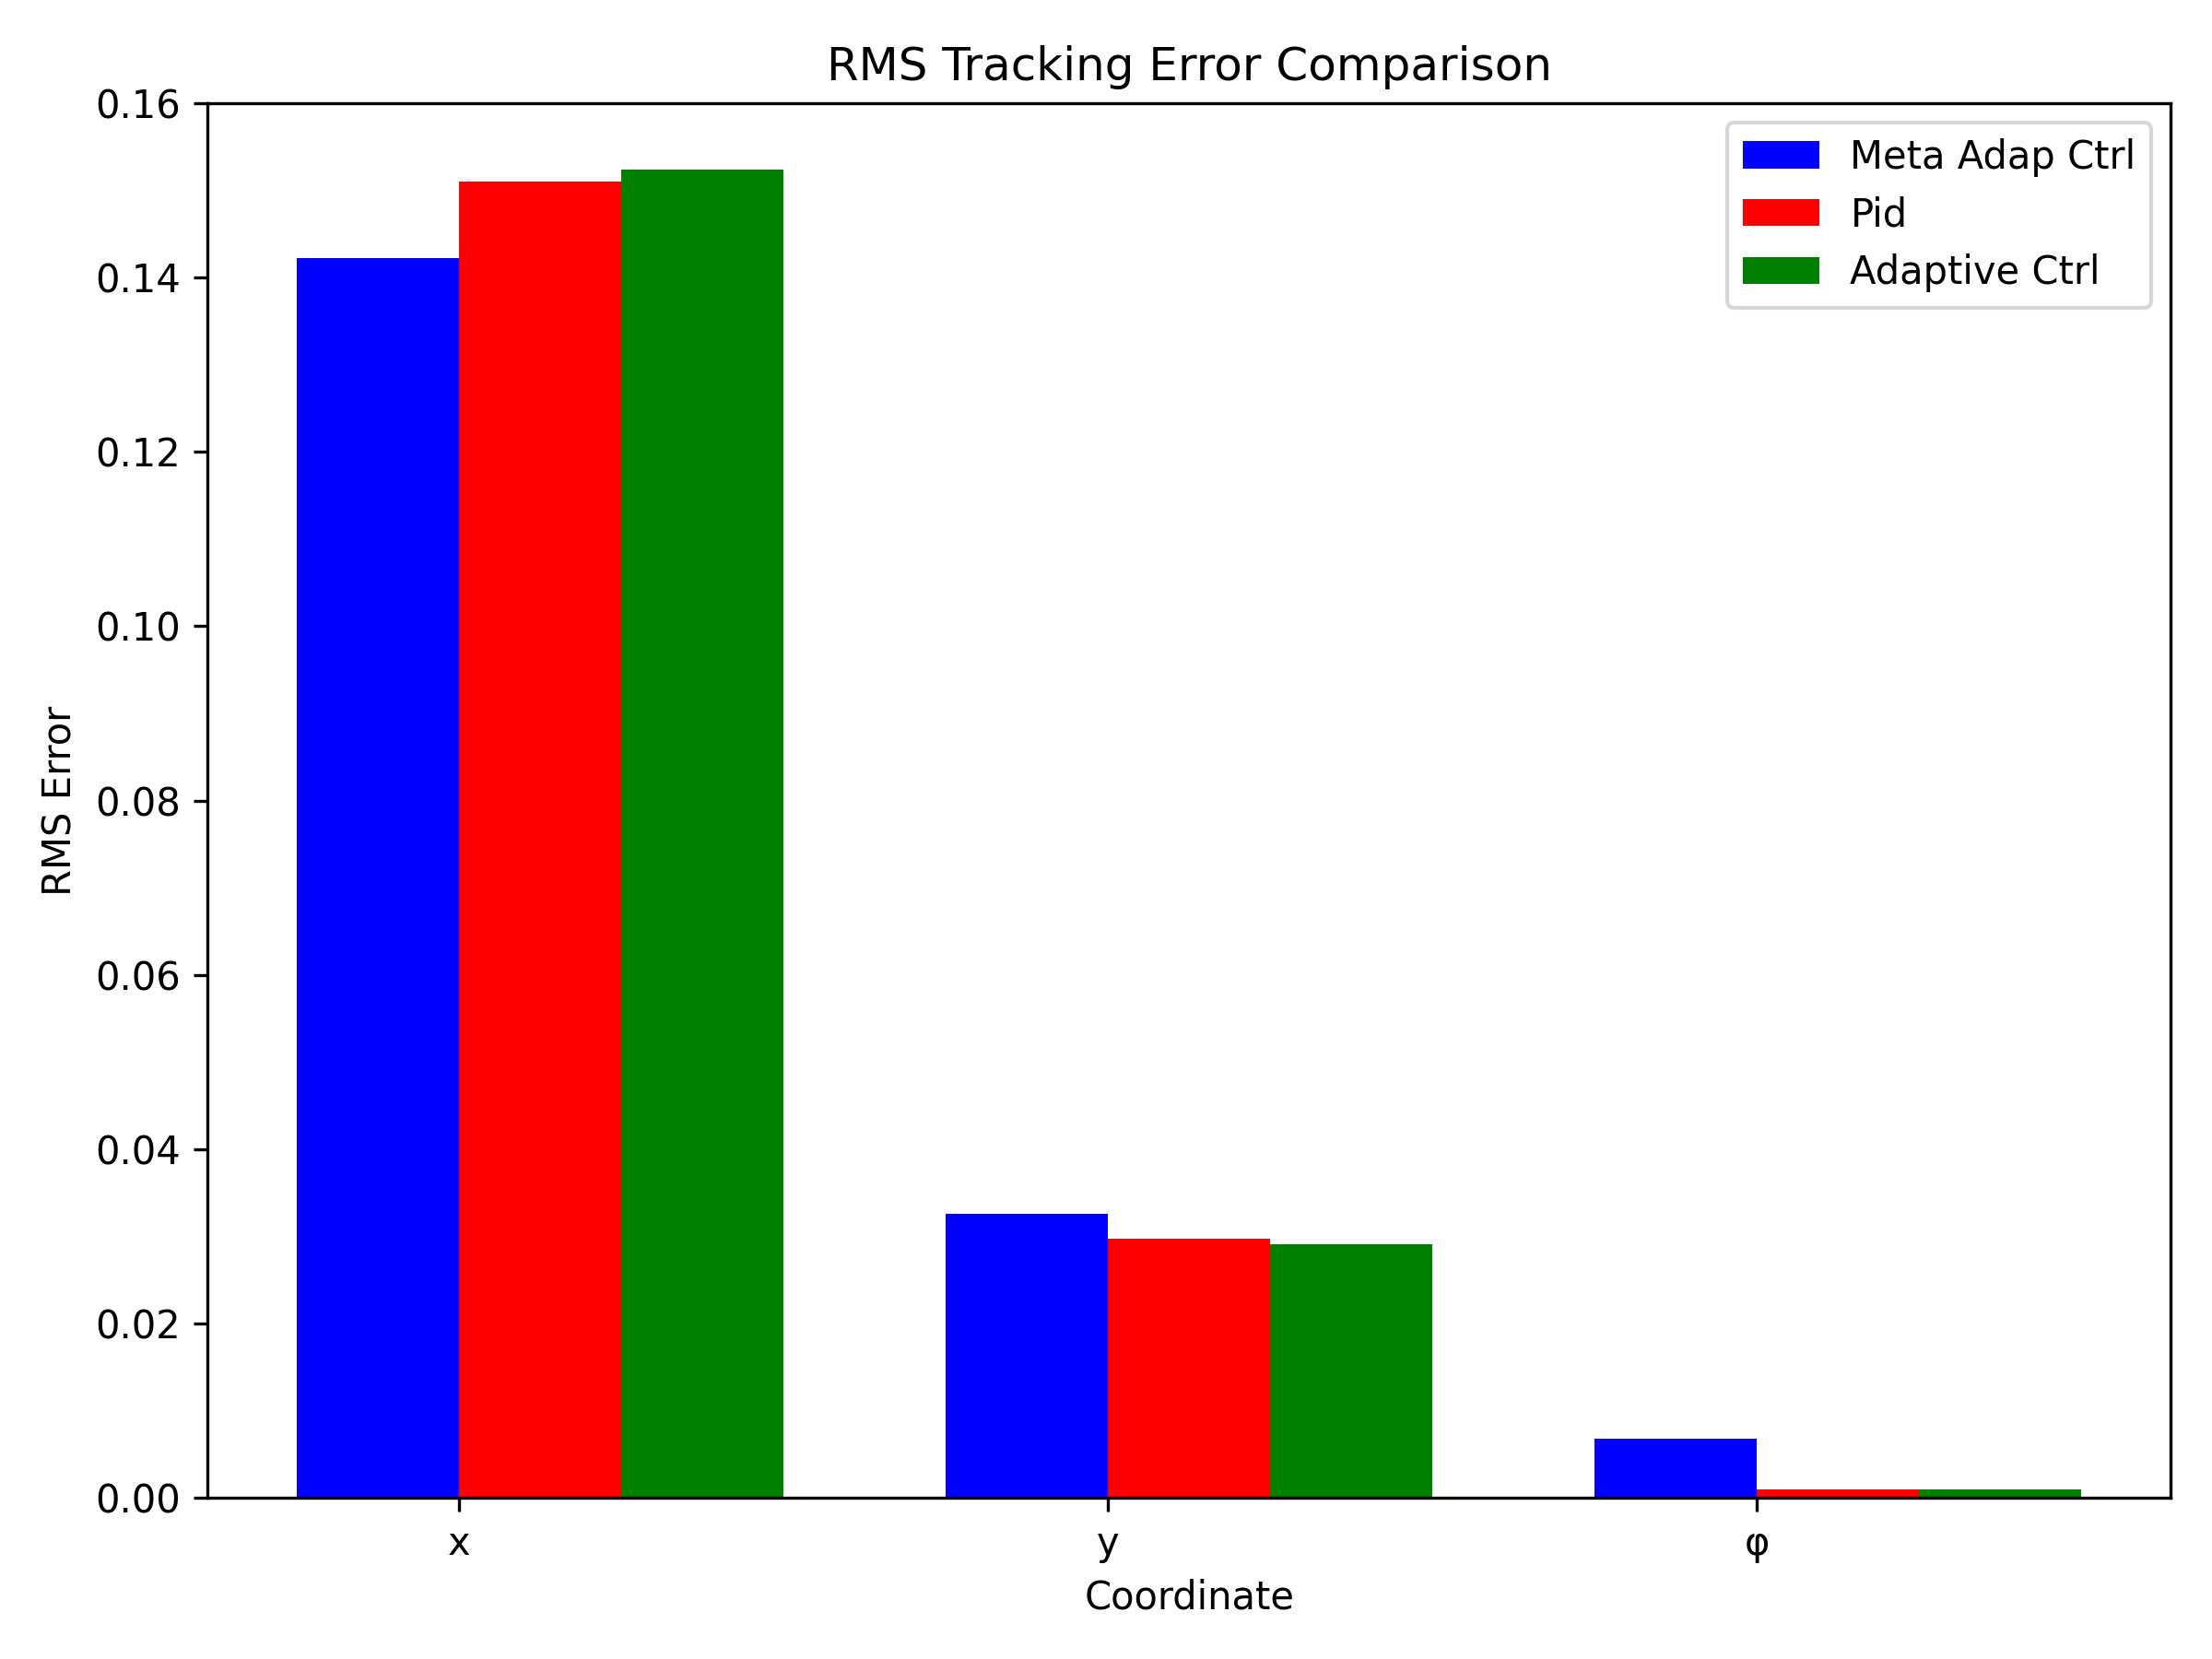 RMS Tracking Error Comparison
0.16
0.14
0.12
0.10
0.08
0.06
0.04
0.02
0.00
RMS Error
Meta Adap Ctrl
Pid
Adaptive Ctrl
x
y
φ
Coordinate